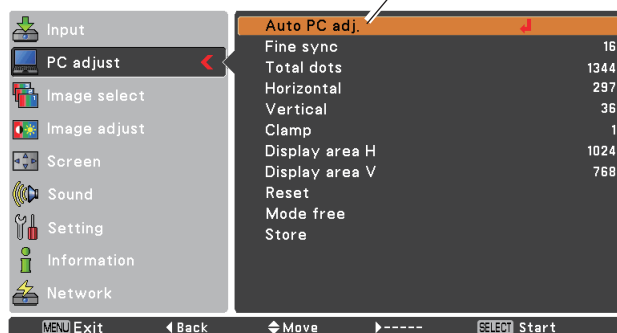 Input
PC adjust
Image select
Image adjust
Screen
Sound
Setting
Information
Network
Auto PC adj.
Fine sync 16
Total dots 1344
Horizontal 297
Vertical 36
Clamp 1
Display area H 1024
Display area V 768
Reset
Mode free
Store
MENU Exit Back Move ----- SELECT Start